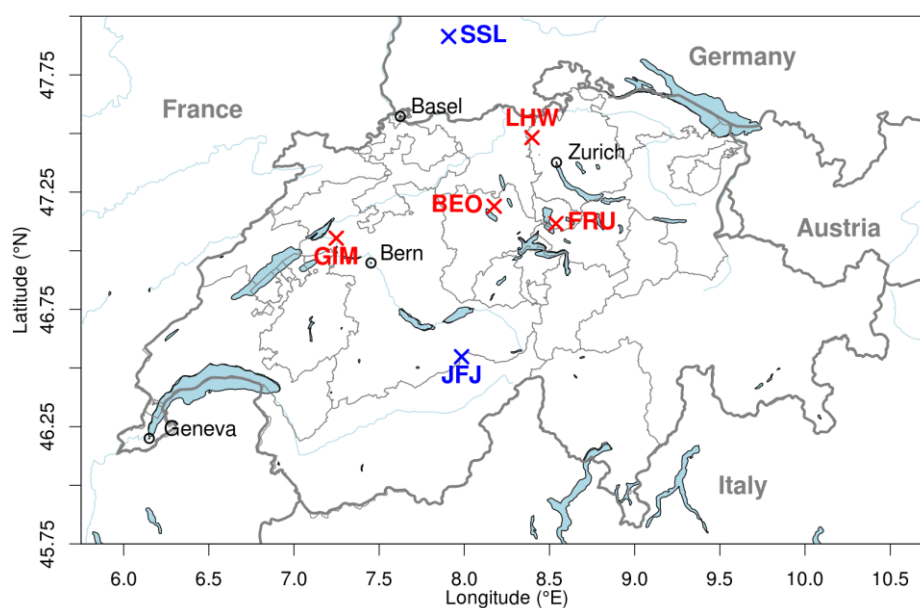 SSL
Germany
France
Basel
LHW
Zurich
BEO
FRU
Austria
GIM
Bern
JFJ
Geneva
Italy
Latitude (°N)
47.75
47.25
46.75
46.25
45.75
6.0 6.5 7.0 7.5 8.0 8.5 9.0 9.5 10.0 10.5
Longitude (°E)